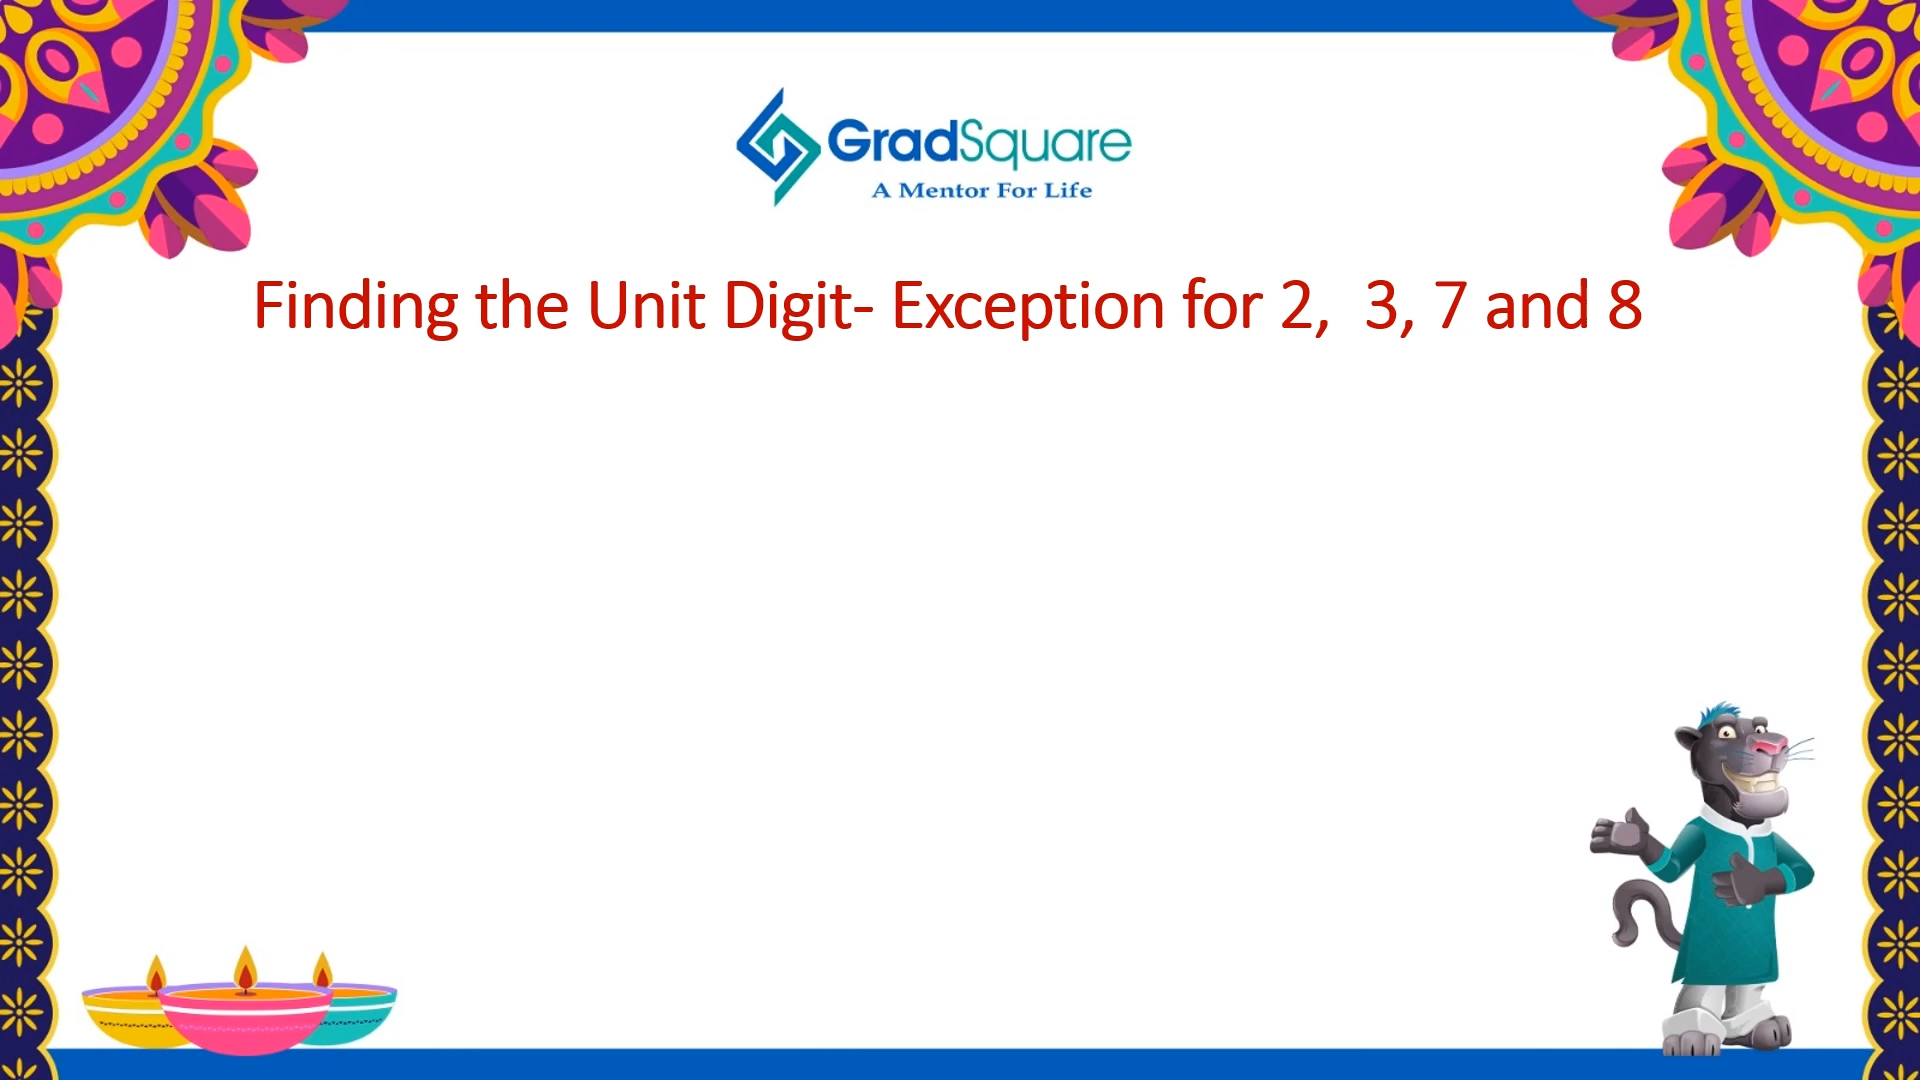 GradSquare
A Mentor For Life
Finding the Unit Digit- Exception for 2,  3, 7 and 8